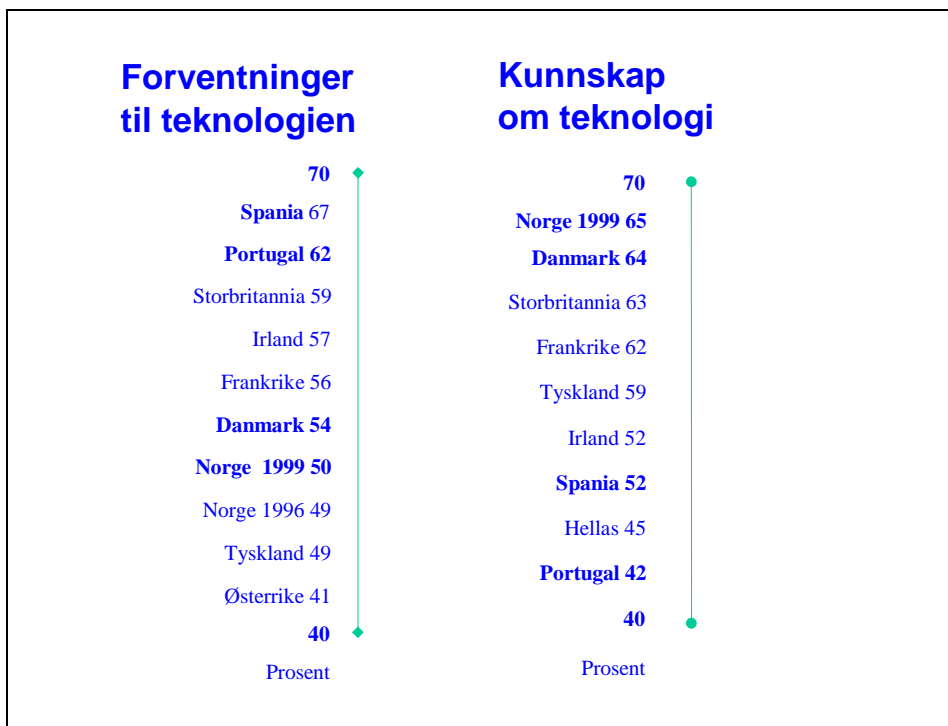 Forventninger
til teknologien
70
Spania 67
Portugal 62
Storbritannia 59
Irland 57
Frankrike 56
Danmark 54
Norge 1999 50
Norge 1996 49
Tyskland 49
Østerrike 41
40
Prosent
Kunnskap
om teknologi
70
Norge 1999 65
Danmark 64
Storbritannia 63
Frankrike 62
Tyskland 59
Irland 52
Spania 52
Hellas 45
Portugal 42
40
Prosent